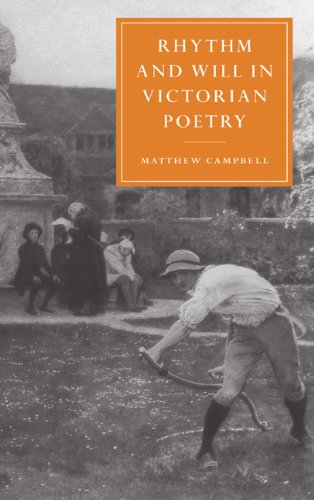 RHYTHM
AND WILL IN
VICTORIAN
POETRY
MATTHEW CAMPBELL